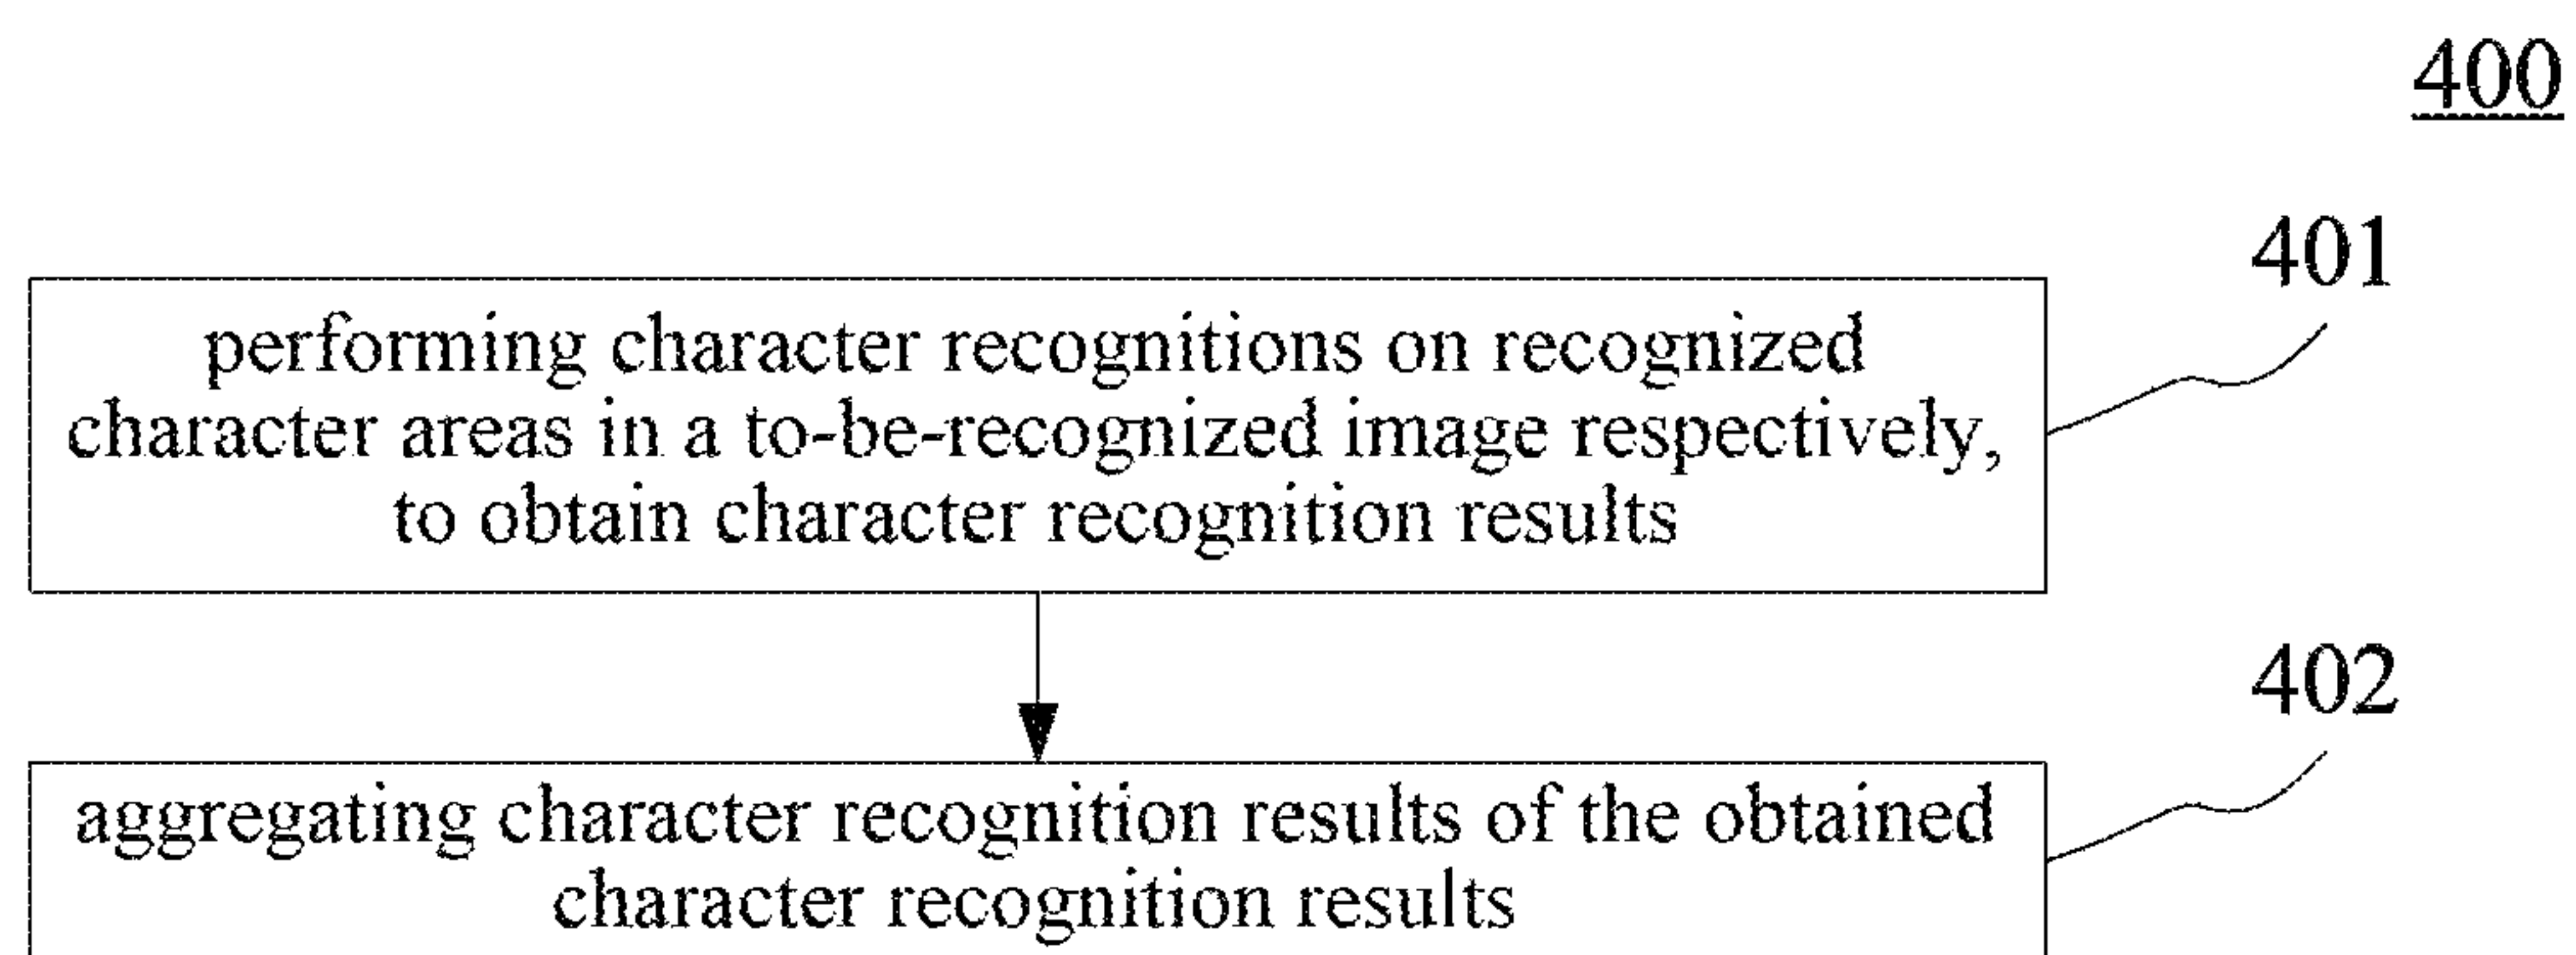 400
401
performing character recognitions on recognized
character areas in a to-be-recognized image respectively,
to obtain character recognition results
402
aggregating character recognition results of the obtained
character recognition results